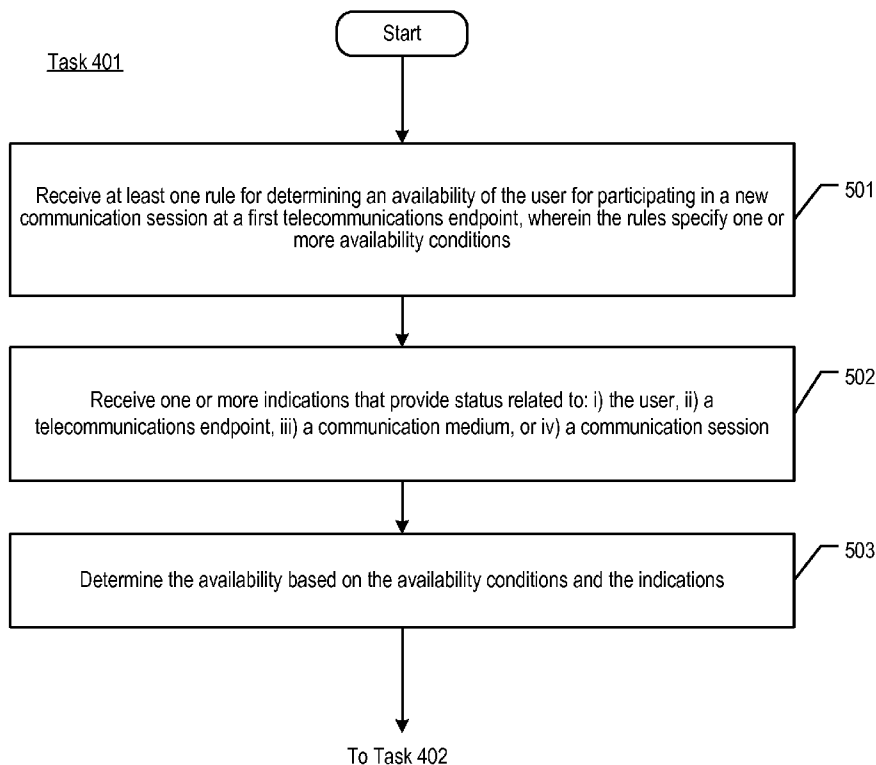 Start
Task 401
Receive at least one rule for determining an availability of the user for participating in a new
communication session at a first telecommunications endpoint, wherein the rules specify one or
more availability conditions
501
Receive one or more indications that provide status related to: i) the user, ii) a
telecommunications endpoint, iii) a communication medium, or iv) a communication session
502
Determine the availability based on the availability conditions and the indications
503
To Task 402